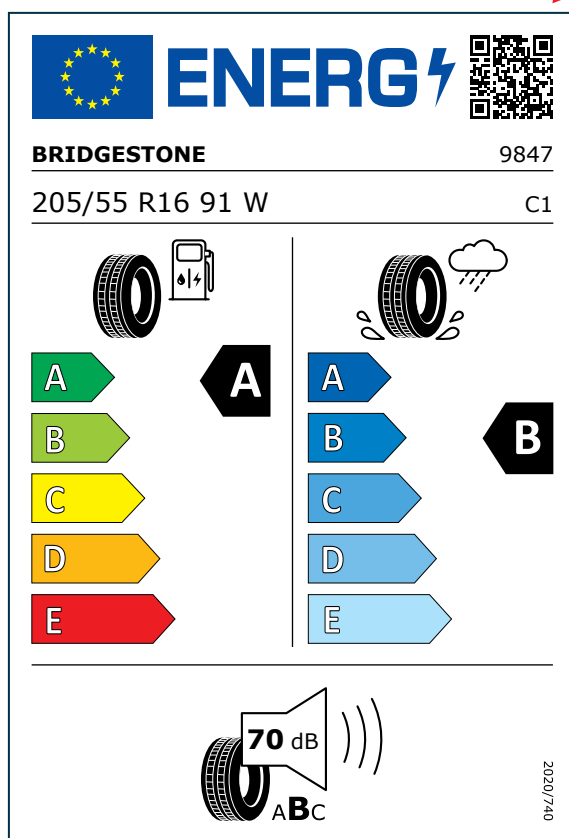 ENERG
BRIDGESTONE 9847
205/55 R16 91 W C1
A A A
B B B
C C
D D
E E
70 dB
ABC
2020/740